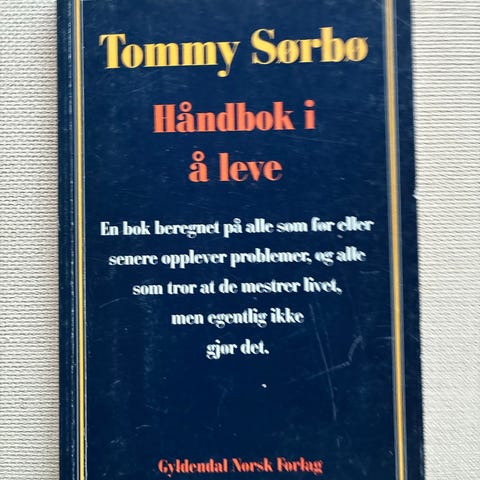 Tommy Sørbø
Håndbok i
å leve
En bok beregnet på alle som før eller
senere opplever problemer, og alle
som tror at de mestrer livet,
men egentlig ikke
gjør det.
Gyldendal Norsk Forlag